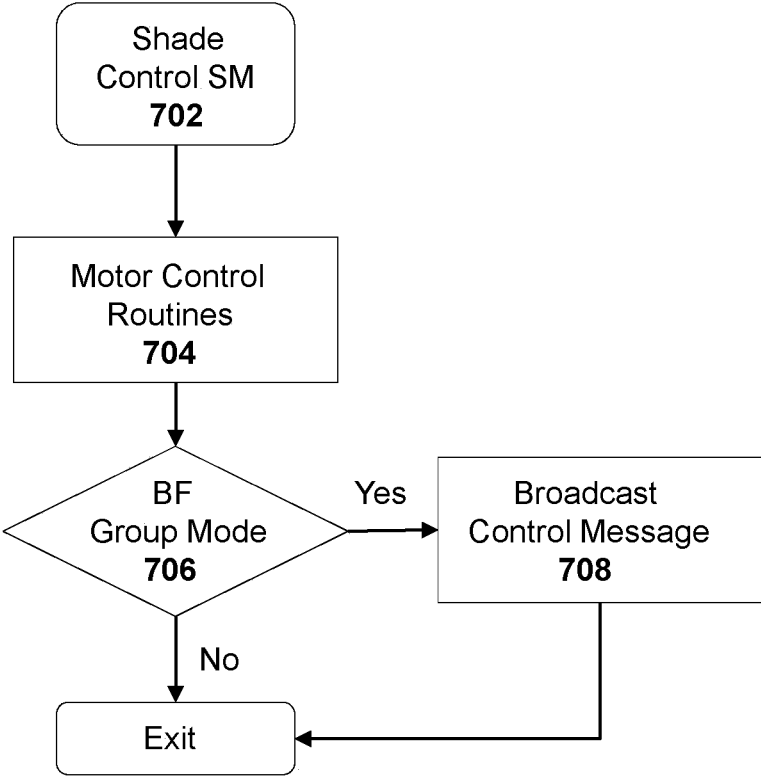 Shade
Control SM
702
Motor Control
Routines
704
BF
Group Mode
706
Yes
Broadcast
Control Message
708
No
Exit